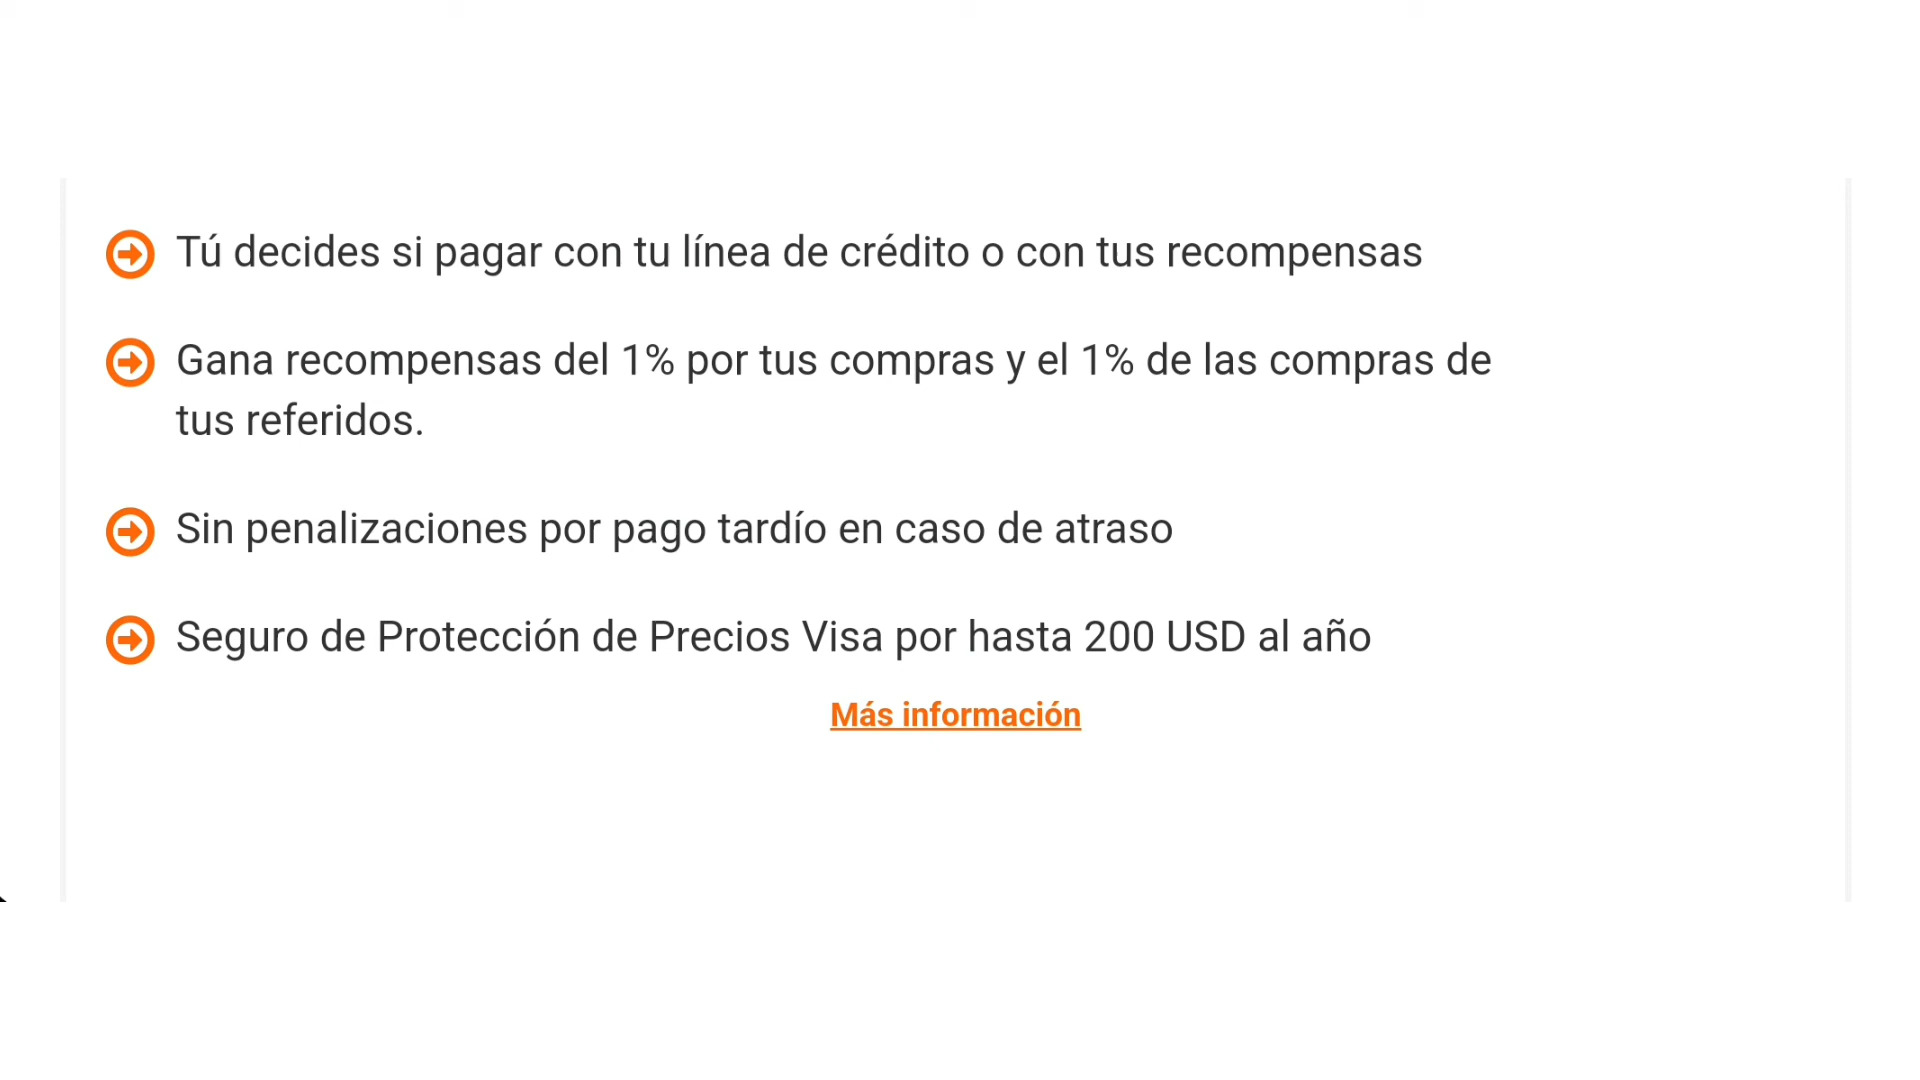 Tú decides si pagar con tu línea de crédito o con tus recompensas
Gana recompensas del 1% por tus compras y el 1% de las compras de
tus referidos.
Sin penalizaciones por pago tardío en caso de atraso
Seguro de Protección de Precios Visa por hasta 200 USD al año
Más información